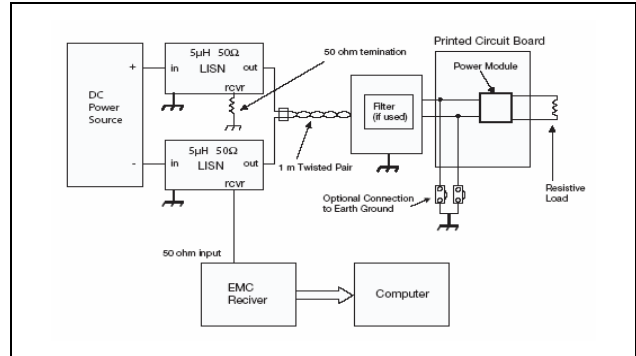 Printed Circuit Board
50 ohm temination
5µH 50Ω
LISN
in
out
rcvr
+
DC
Power
Source
-
Power Module
Filter
(if used)
5µH 50Ω
LISN
in
out
rcvr
1 m Twisted Pair
Optional Connection
to Earth Ground
Resistive
Load
50 ohm input
EMC
Reciver
Computer